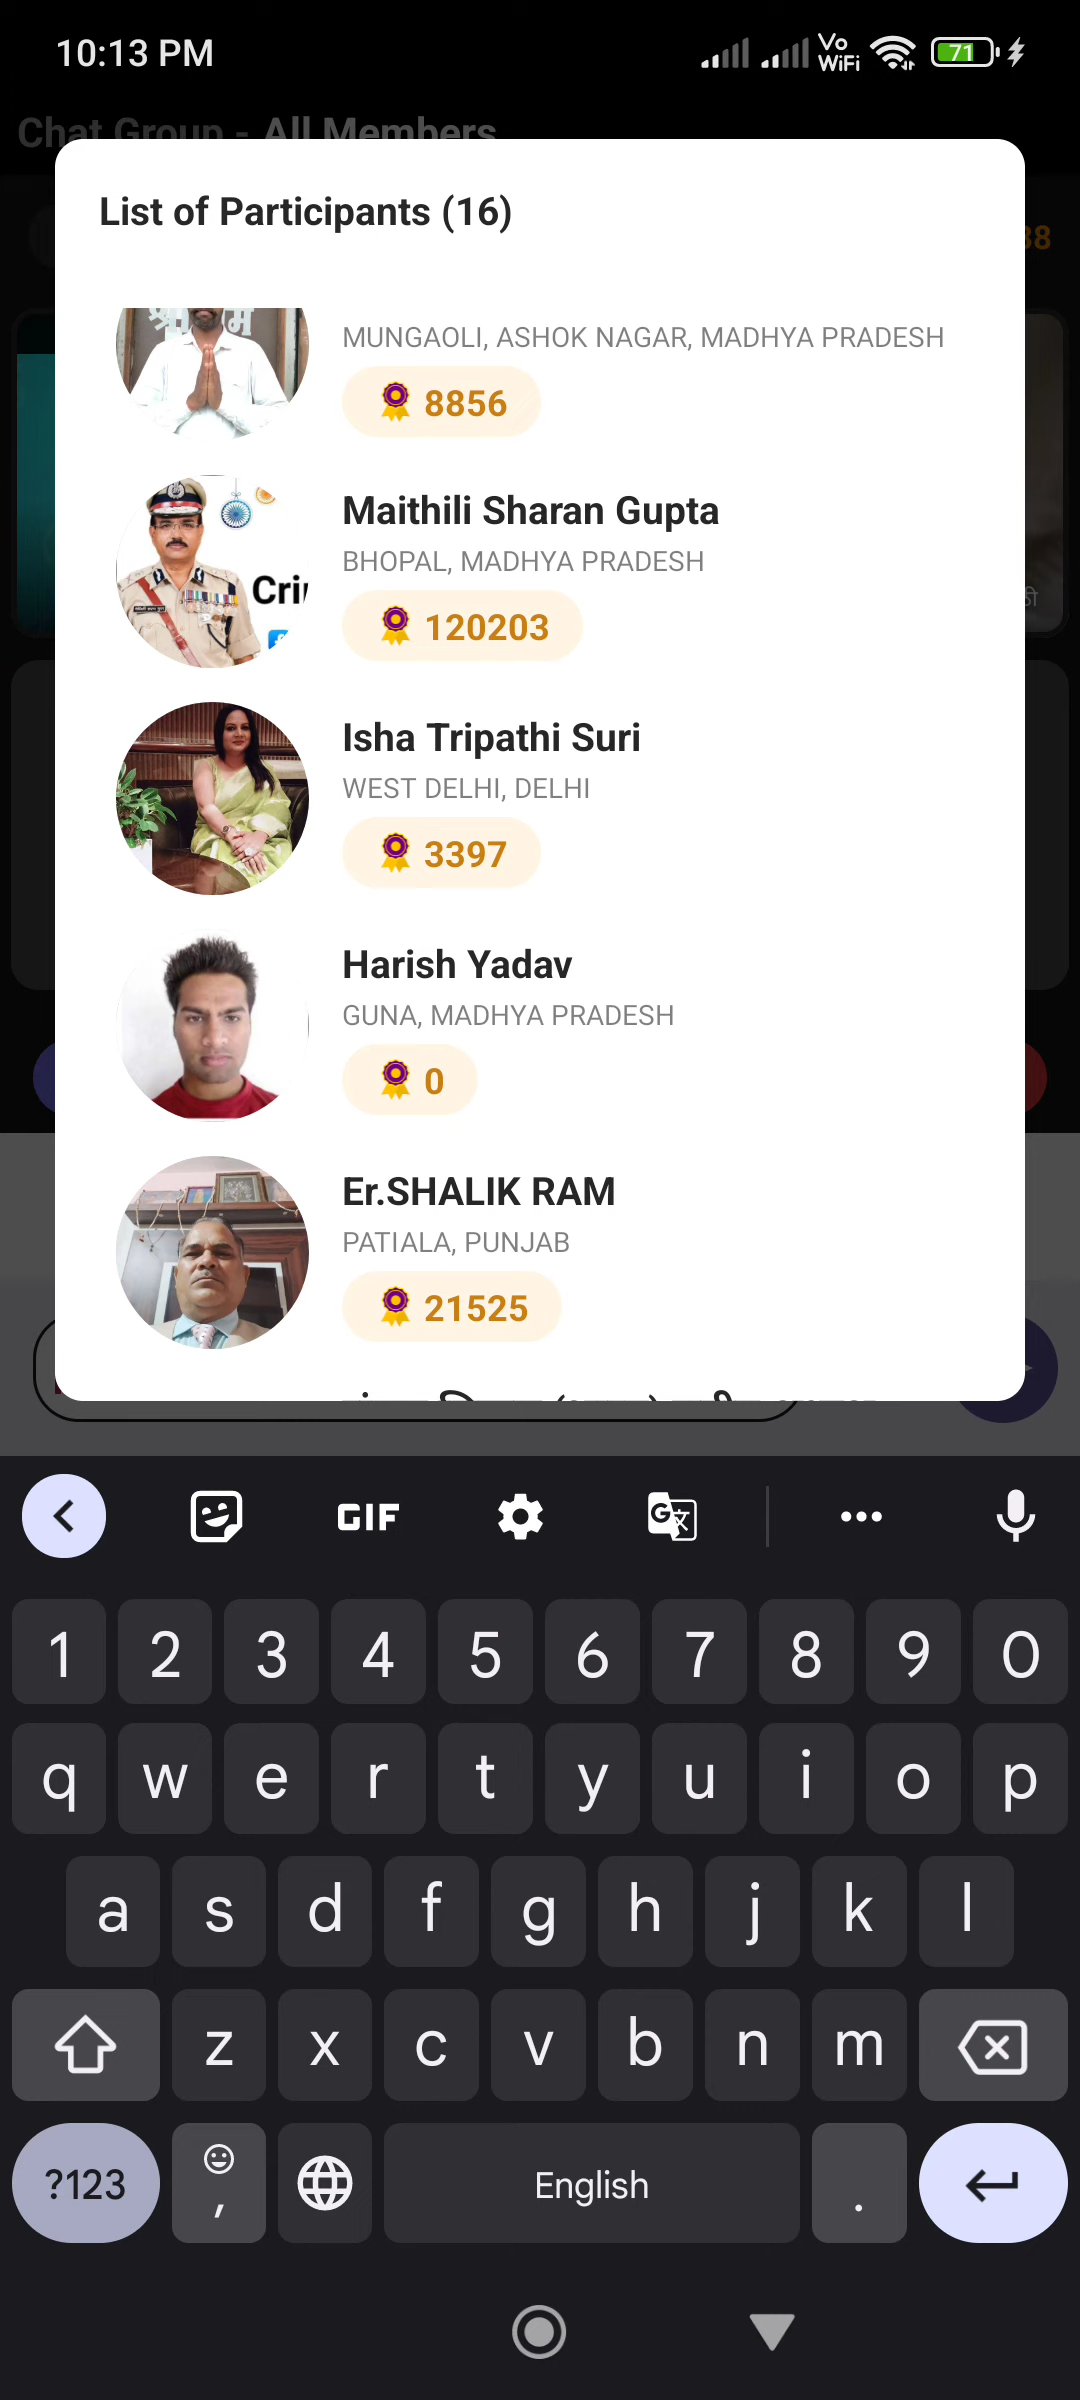 10:13 PM
Vo
WiFi
71
Chat Group - All Members
List of Participants (16)
38
MUNGAOLI, ASHOK NAGAR, MADHYA PRADESH
8856
Maithili Sharan Gupta
BHOPAL, MADHYA PRADESH
Cri
120203
Isha Tripathi Suri
WEST DELHI, DELHI
3397
Harish Yadav
GUNA, MADHYA PRADESH
0
Er.SHALIK RAM
PATIALA, PUNJAB
21525
GIF
G
1 2 3 4 5 6 7 8 9 0
q w e r t y u i o p
a s d f g h j k l
z x c v b n m
?123 , English .